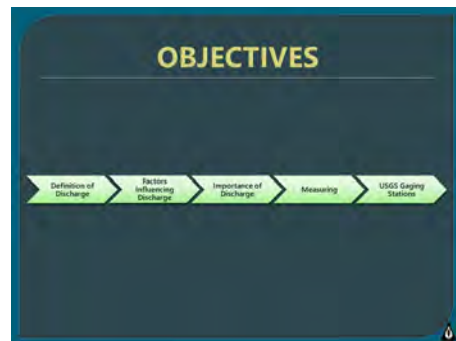 OBJECTIVES
Definition of
Discharge
Factors
Influencing
Discharge
Importance of
Discharge
Measuring
USGS Gaging
Stations